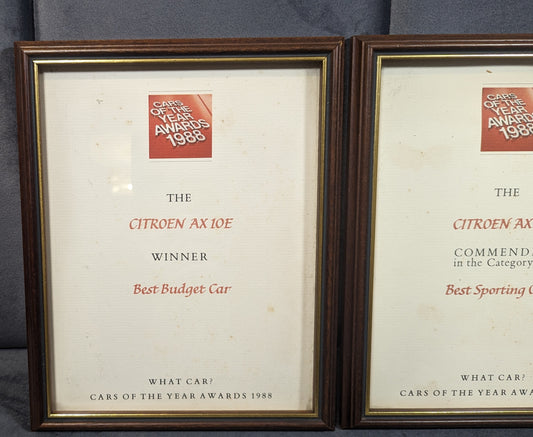 CARS
OF THE
YEAR
AWARDS
1988
THE
CITROEN AX 10E
WINNER
Best Budget Car
WHAT CAR?
CARS OF THE YEAR AWARDS 1988
CARS
OF THE
YEAR
AWARDS
1988
THE
CITROEN AX
COMMEND
in the Category
Best Sporting
WHAT CAR?
CARS OF THE YEAR AW